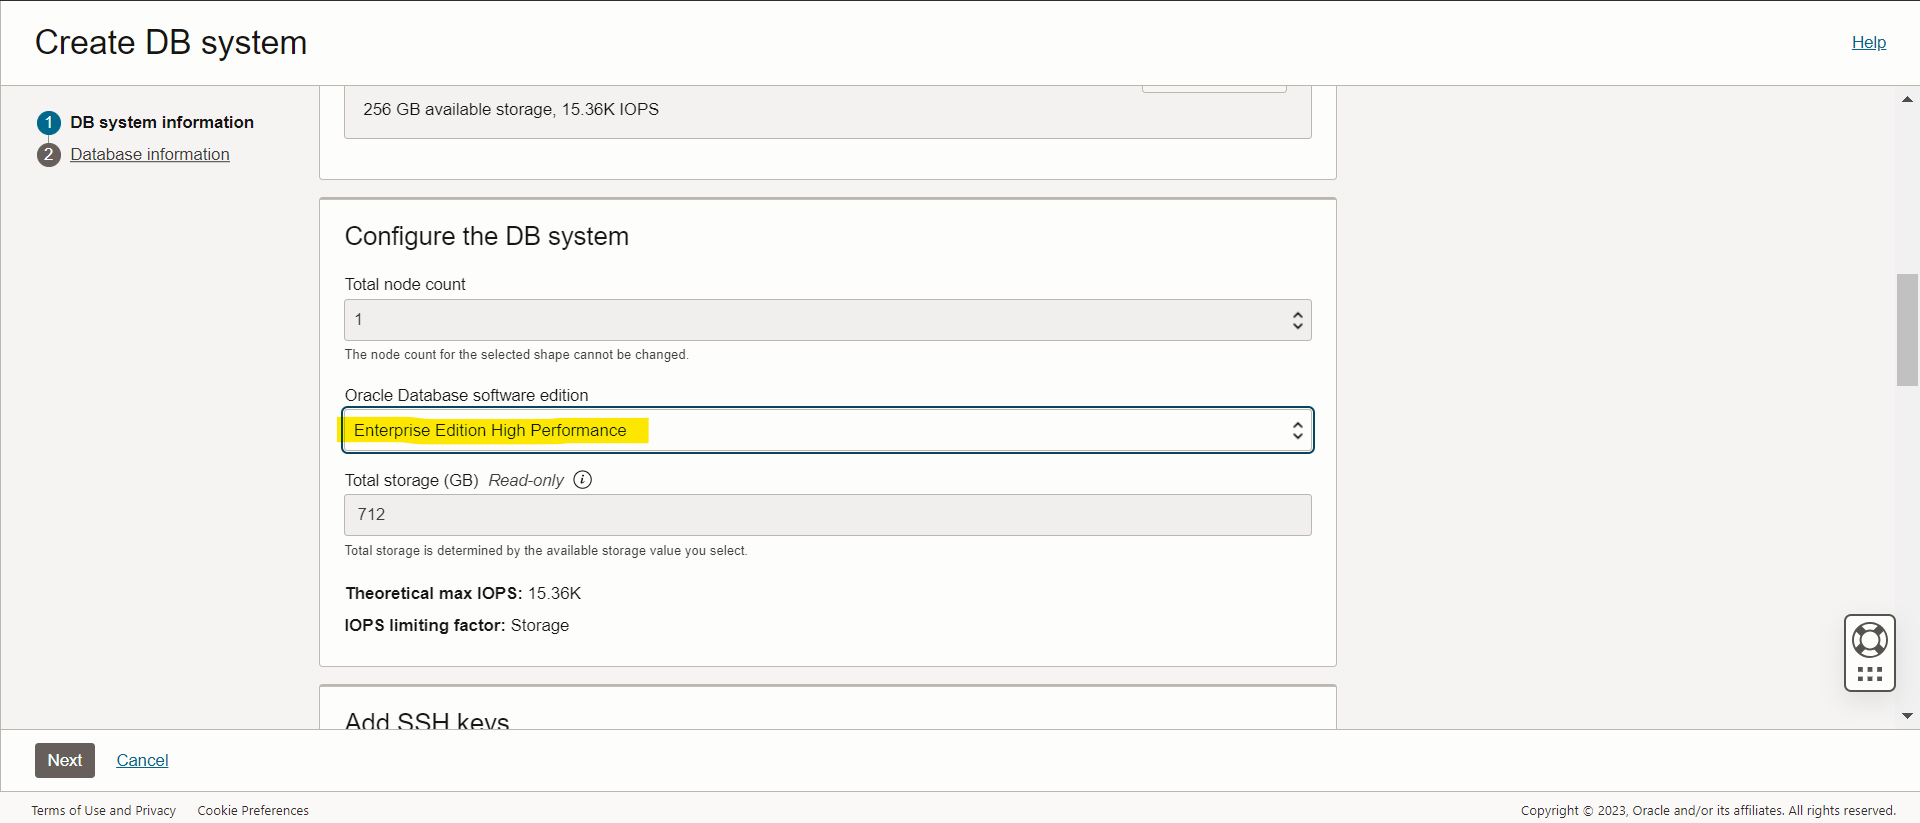 Create DB system
Help
1 DB system information
2 Database information
256 GB available storage, 15.36K IOPS
Configure the DB system
Total node count
1
The node count for the selected shape cannot be changed.
Oracle Database software edition
Enterprise Edition High Performance
Total storage (GB) Read-only i
712
Total storage is determined by the available storage value you select.
Theoretical max IOPS: 15.36K
IOPS limiting factor: Storage
Add SSH keys
Next Cancel
Terms of Use and Privacy Cookie Preferences
Copyright © 2023, Oracle and/or its affiliates. All rights reserved.